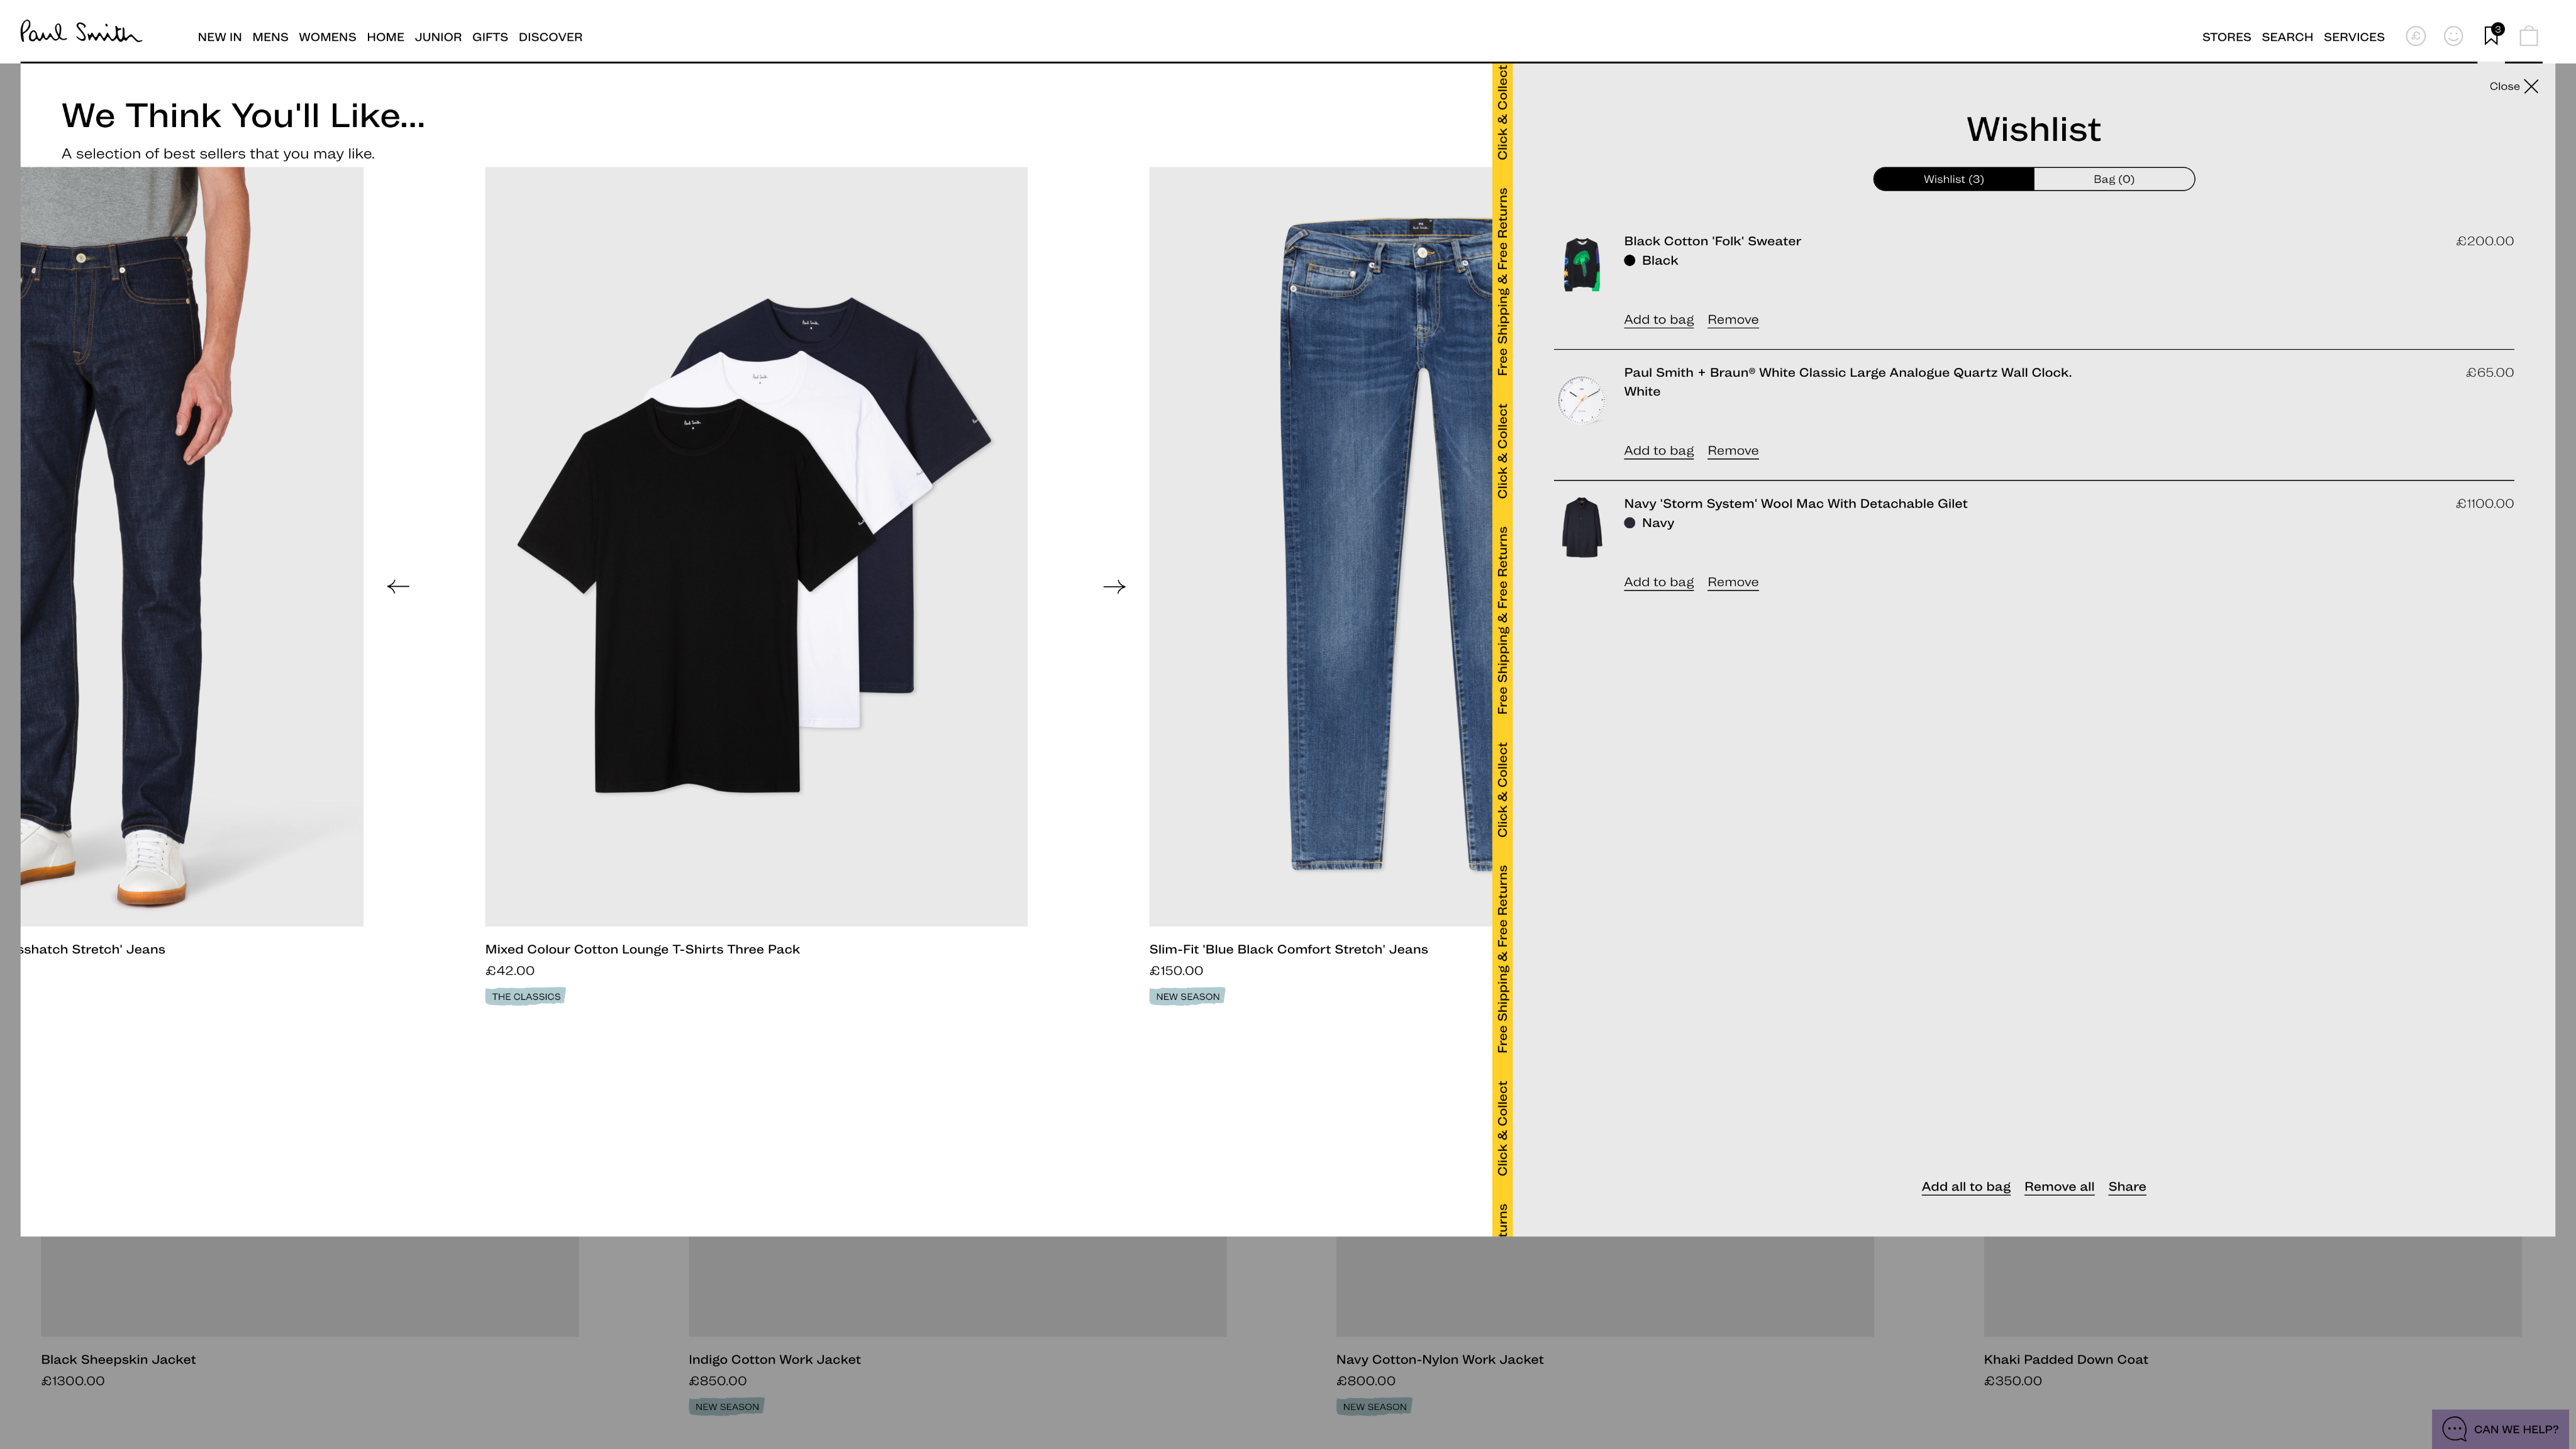 Paul Smith
NEW IN MENS WOMENS HOME JUNIOR GIFTS DISCOVER
STORES SEARCH SERVICES
£
3
We Think You'll Like...
A selection of best sellers that you may like.
sshatch Stretch' Jeans
Paul Smith
Paul Smith
Paul Smith
Mixed Colour Cotton Lounge T-Shirts Three Pack
£42.00
THE CLASSICS
Slim-Fit 'Blue Black Comfort Stretch' Jeans
£150.00
NEW SEASON
Click & Collect
Free Shipping & Free Returns
Click & Collect
Free Shipping & Free Returns
Click & Collect
Free Shipping & Free Returns
Click & Collect
turns
Close
Wishlist
Wishlist (3)
Bag (0)
Black Cotton 'Folk' Sweater
£200.00
Black
Add to bag Remove
Paul Smith + Braun® White Classic Large Analogue Quartz Wall Clock.
£65.00
White
Add to bag Remove
Navy 'Storm System' Wool Mac With Detachable Gilet
£1100.00
Navy
Add to bag Remove
Add all to bag Remove all Share
Black Sheepskin Jacket
£1300.00
Indigo Cotton Work Jacket
£850.00
NEW SEASON
Navy Cotton-Nylon Work Jacket
£800.00
NEW SEASON
Khaki Padded Down Coat
£350.00
CAN WE HELP?